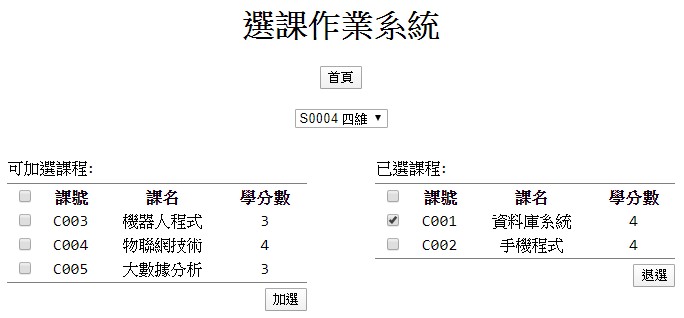 選課作業系統
首頁
S0004 四維
可加選課程:
課號 課名 學分數
C003 機器人程式 3
C004 物聯網技術 4
C005 大數據分析 3
加選
已選課程:
課號 課名 學分數
C001 資料庫系統 4
C002 手機程式 4
退選